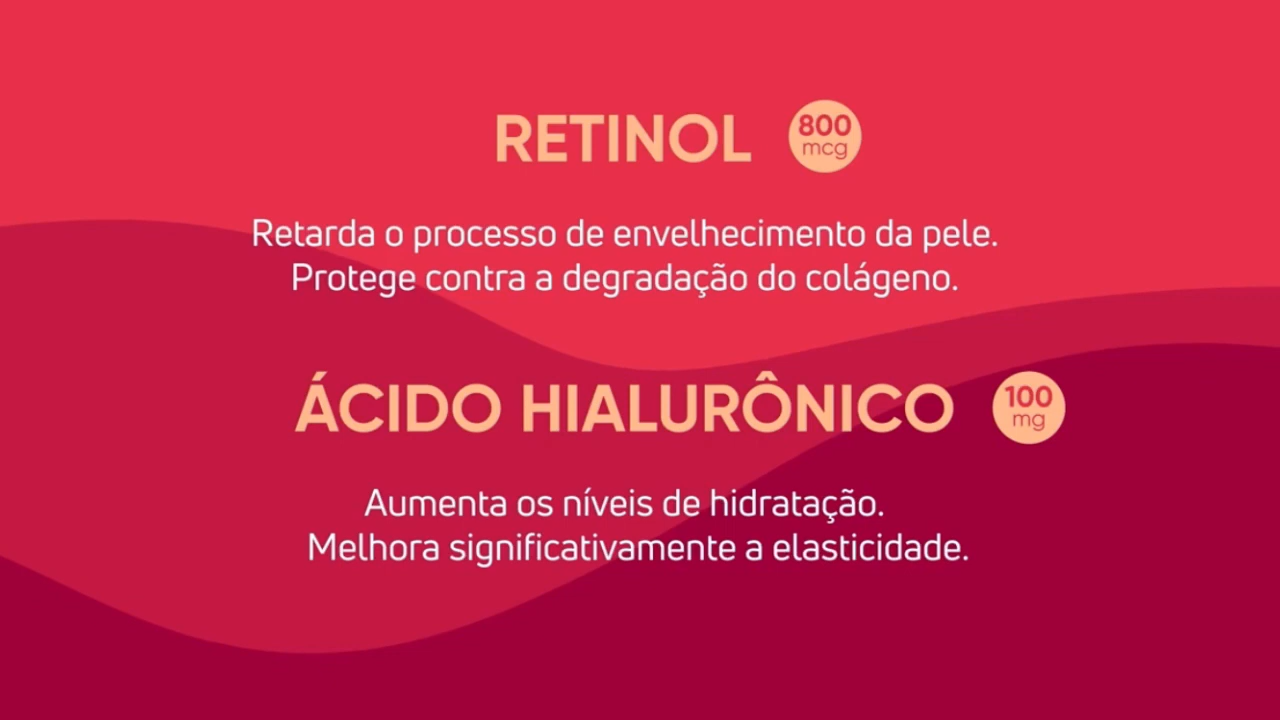 RETINOL 800 mcg
Retarda o processo de envelhecimento da pele.
Protege contra a degradação do colágeno.
ÁCIDO HIALURÔNICO 100 mg
Aumenta os níveis de hidratação.
Melhora significativamente a elasticidade.